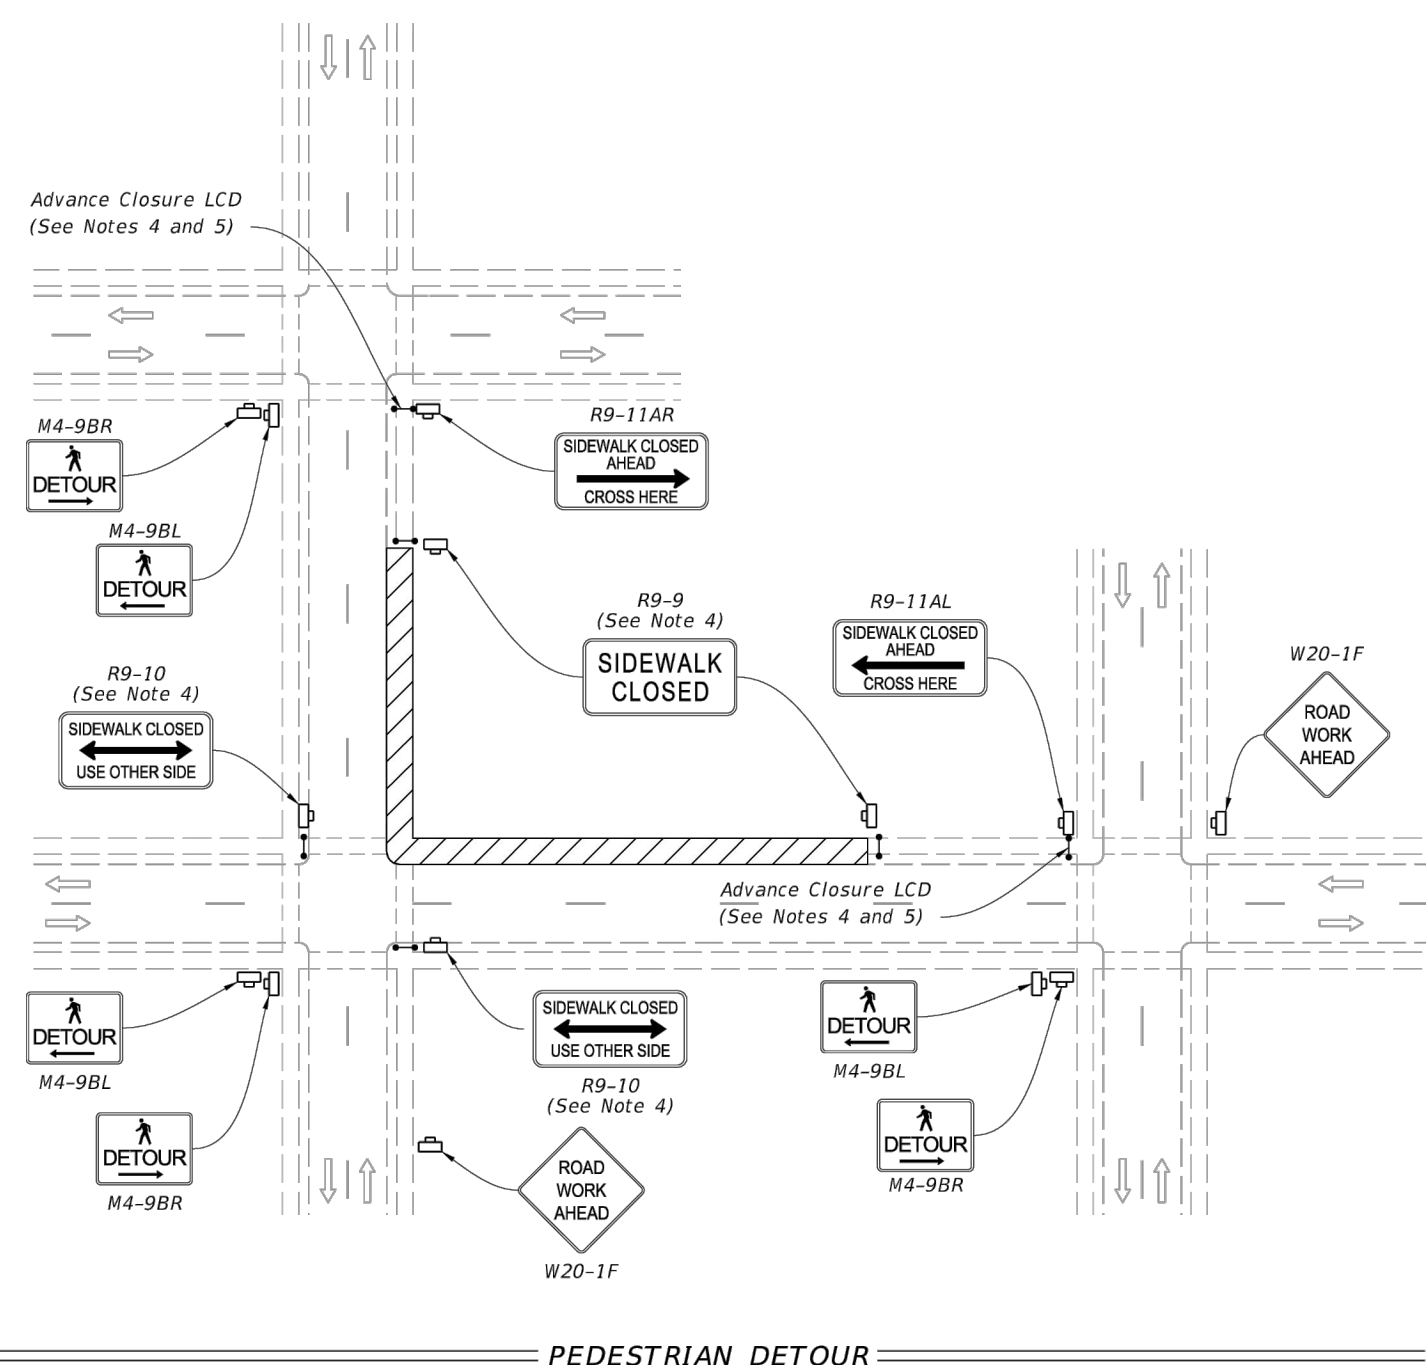 Advance Closure LCD
(See Notes 4 and 5)
M4-9BR
DETOUR
M4-9BL
DETOUR
R9-11AR
SIDEWALK CLOSED
AHEAD
CROSS HERE
R9-9
(See Note 4)
SIDEWALK
CLOSED
R9-11AL
SIDEWALK CLOSED
AHEAD
CROSS HERE
W20-1F
ROAD
WORK
AHEAD
R9-10
(See Note 4)
SIDEWALK CLOSED
USE OTHER SIDE
Advance Closure LCD
(See Notes 4 and 5)
DETOUR
M4-9BL
DETOUR
M4-9BR
SIDEWALK CLOSED
USE OTHER SIDE
R9-10
(See Note 4)
DETOUR
M4-9BL
DETOUR
M4-9BR
ROAD
WORK
AHEAD
W20-1F
PEDESTRIAN DETOUR